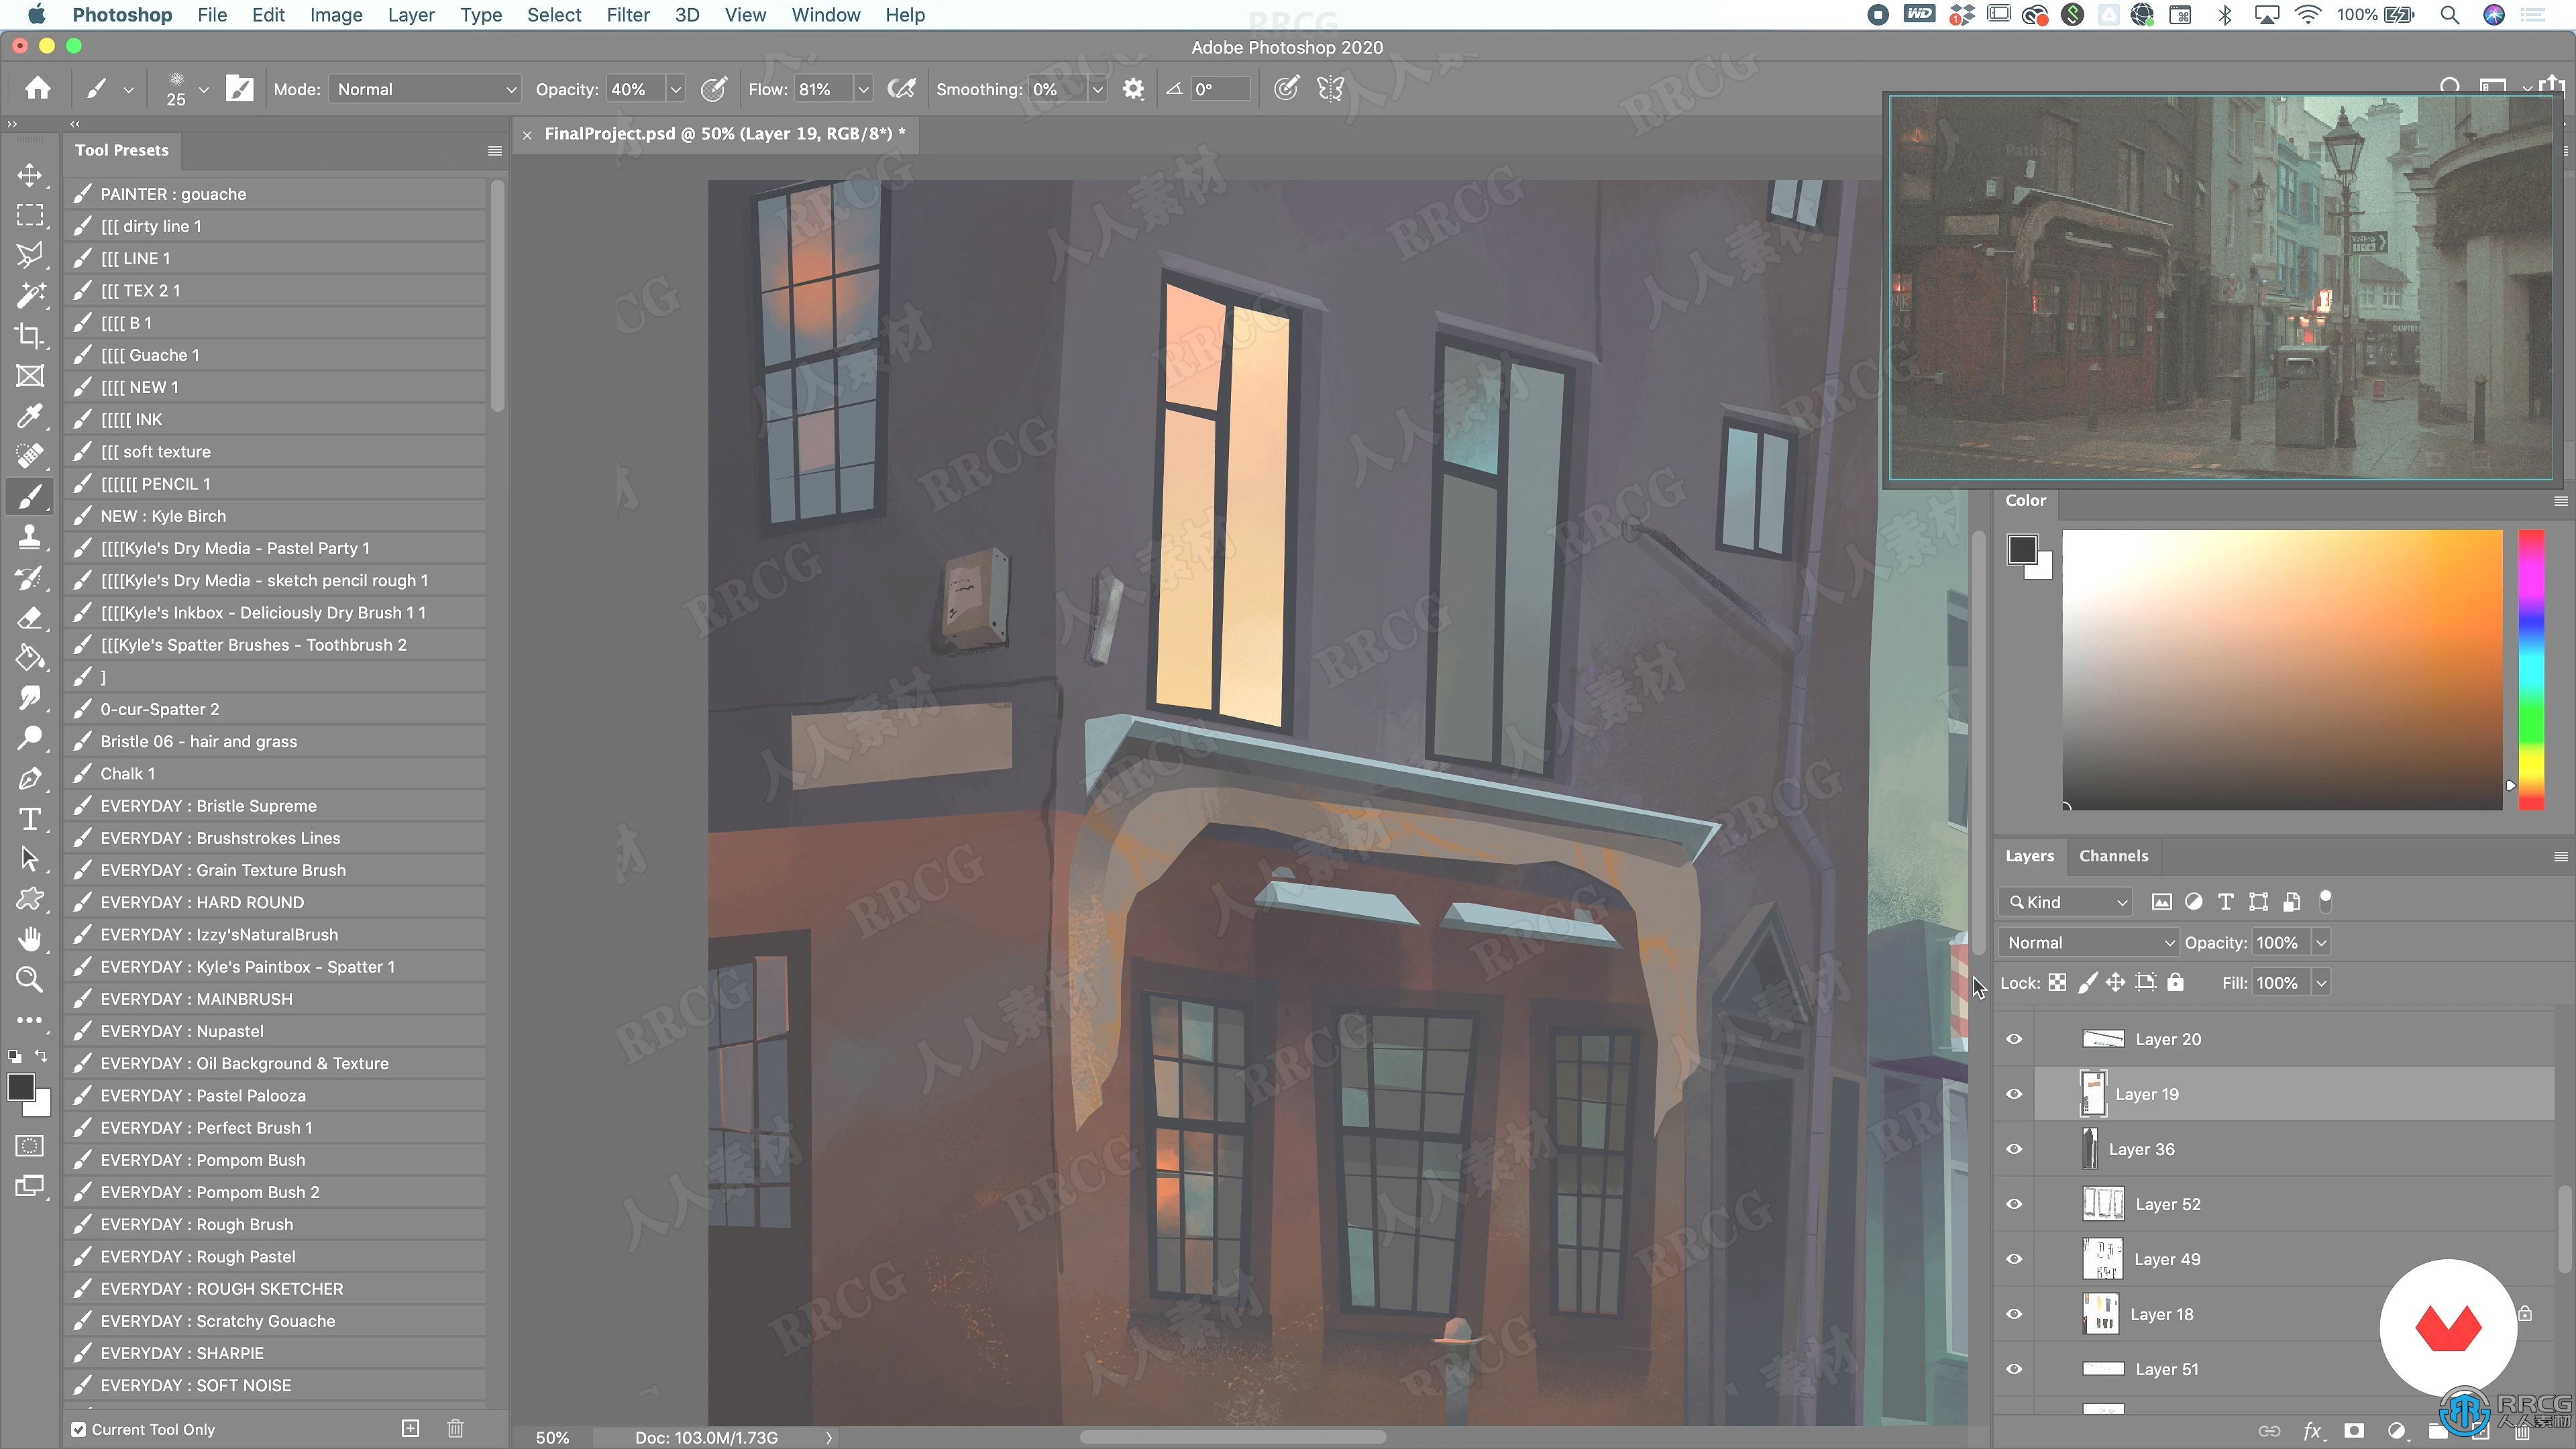 Photoshop File Edit Image Layer Type Select Filter 3D View Window Help 100%
Adobe Photoshop 2020
25 Mode: Normal Opacity: 40% Flow: 81% Smoothing: 0% 0°
Tool Presets
FinalProject.psd @ 50% (Layer 19, RGB/8*) *
PAINTER : gouache
[[[ dirty line 1
[[[ LINE 1
[[[ TEX 2 1
[[[[ B 1
[[[[ Guache 1
[[[[ NEW 1
[[[[[ INK
[[[ soft texture
[[[[[[ PENCIL 1
NEW : Kyle Birch
[[[[Kyle's Dry Media - Pastel Party 1
[[[[Kyle's Dry Media - sketch pencil rough 1
[[[[Kyle's Inkbox - Deliciously Dry Brush 1 1
[[[Kyle's Spatter Brushes - Toothbrush 2
]
0-cur-Spatter 2
Bristle 06 - hair and grass
Chalk 1
EVERYDAY : Bristle Supreme
EVERYDAY : Brushstrokes Lines
EVERYDAY : Grain Texture Brush
EVERYDAY : HARD ROUND
EVERYDAY : Izzy'sNaturalBrush
EVERYDAY : Kyle's Paintbox - Spatter 1
EVERYDAY : MAINBRUSH
EVERYDAY : Nupastel
EVERYDAY : Oil Background & Texture
EVERYDAY : Pastel Palooza
EVERYDAY : Perfect Brush 1
EVERYDAY : Pompom Bush
EVERYDAY : Pompom Bush 2
EVERYDAY : Rough Brush
EVERYDAY : Rough Pastel
EVERYDAY : ROUGH SKETCHER
EVERYDAY : Scratchy Gouache
EVERYDAY : SHARPIE
EVERYDAY : SOFT NOISE
Current Tool Only
50% Doc: 103.0M/1.73G
Color
Layers Channels
Kind
Normal Opacity: 100%
Lock: Fill: 100%
Layer 20
Layer 19
Layer 36
Layer 52
Layer 49
Layer 18
Layer 51
RRCG
人人素材